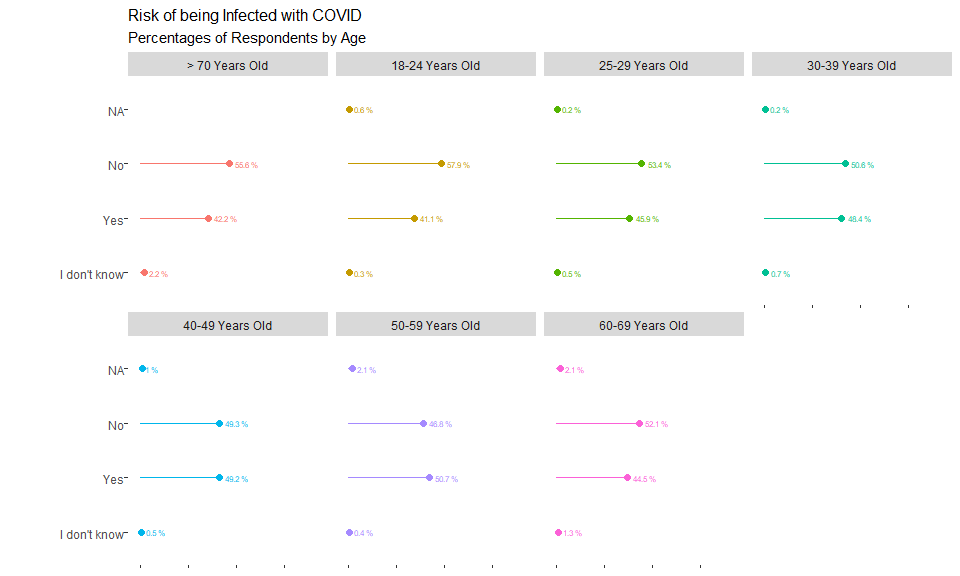 Risk of being Infected with COVID
Percentages of Respondents by Age
> 70 Years Old
18-24 Years Old
25-29 Years Old
30-39 Years Old
NA
0.6 %
0.2 %
0.2 %
No
55.6 %
57.9 %
53.4 %
50.6 %
Yes
42.2 %
41.1 %
45.9 %
48.4 %
I don't know
2.2 %
0.3 %
0.5 %
0.7 %
40-49 Years Old
50-59 Years Old
60-69 Years Old
NA
1 %
2.1 %
2.1 %
No
49.3 %
46.8 %
52.1 %
Yes
49.2 %
50.7 %
44.5 %
I don't know
0.5 %
0.4 %
1.3 %